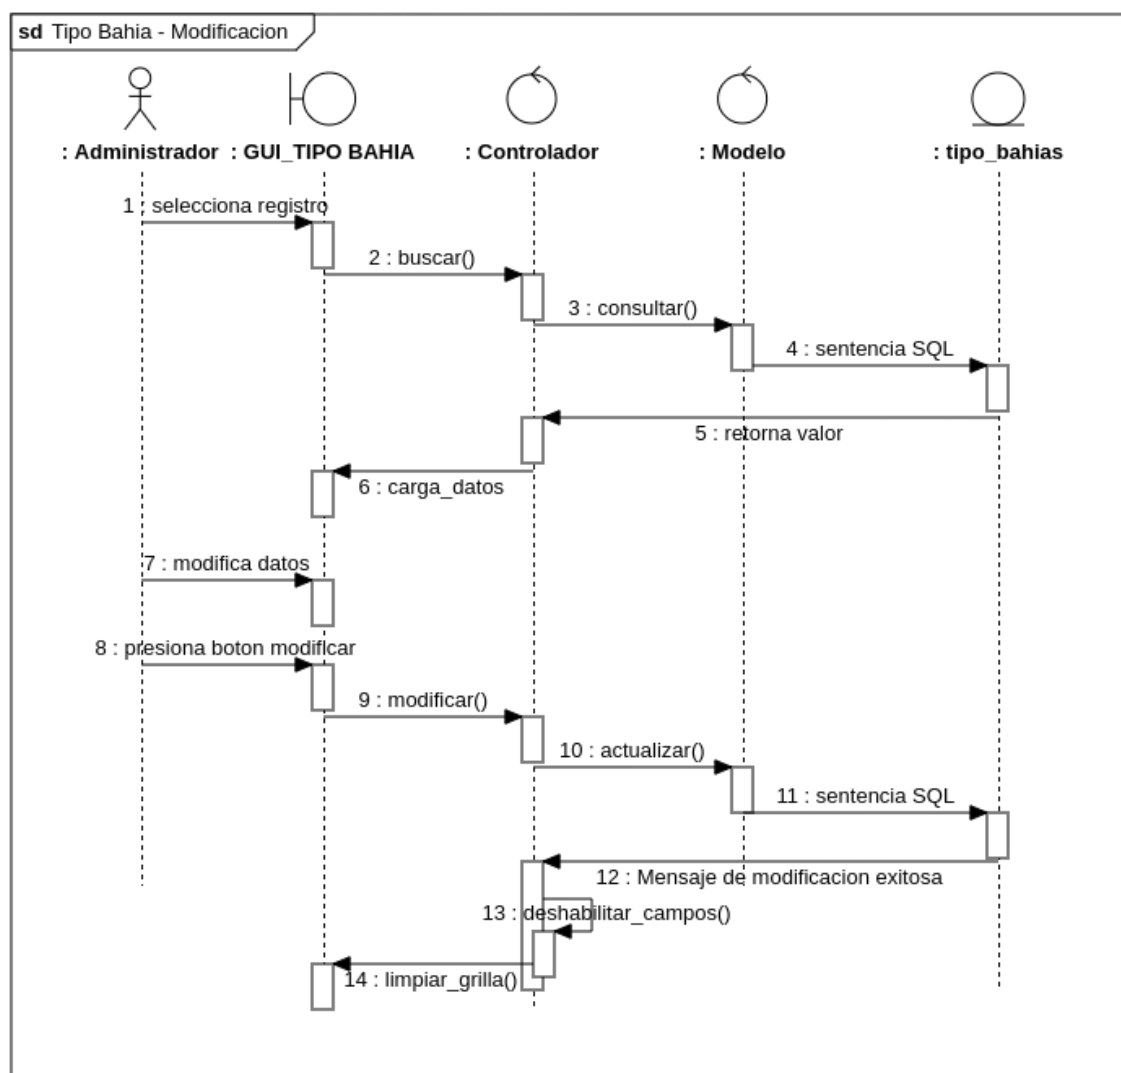 sd Tipo Bahia - Modificacion
: Administrador : GUI_TIPO BAHIA : Controlador : Modelo : tipo_bahias
1 : selecciona registro
2 : buscar()
3 : consultar()
4 : sentencia SQL
5 : retorna valor
6 : carga_datos
7 : modifica datos
8 : presiona boton modificar
9 : modificar()
10 : actualizar()
11 : sentencia SQL
12 : Mensaje de modificacion exitosa
13 : deshabilitar_campos()
14 : limpiar_grilla()